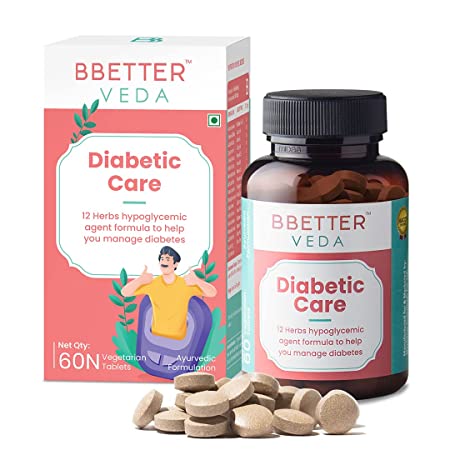 BBETTER™
VEDA
Diabetic
Care
12 Herbs hypoglycemic
agent formula to help
you manage diabetes
Net Qty:
60N Vegetarian
Tablets
Ayurvedic
Formulation
BBETTER™
VEDA
Diabetic
Care
12 Herbs hypoglycemic
agent formula to help
you manage diabetes